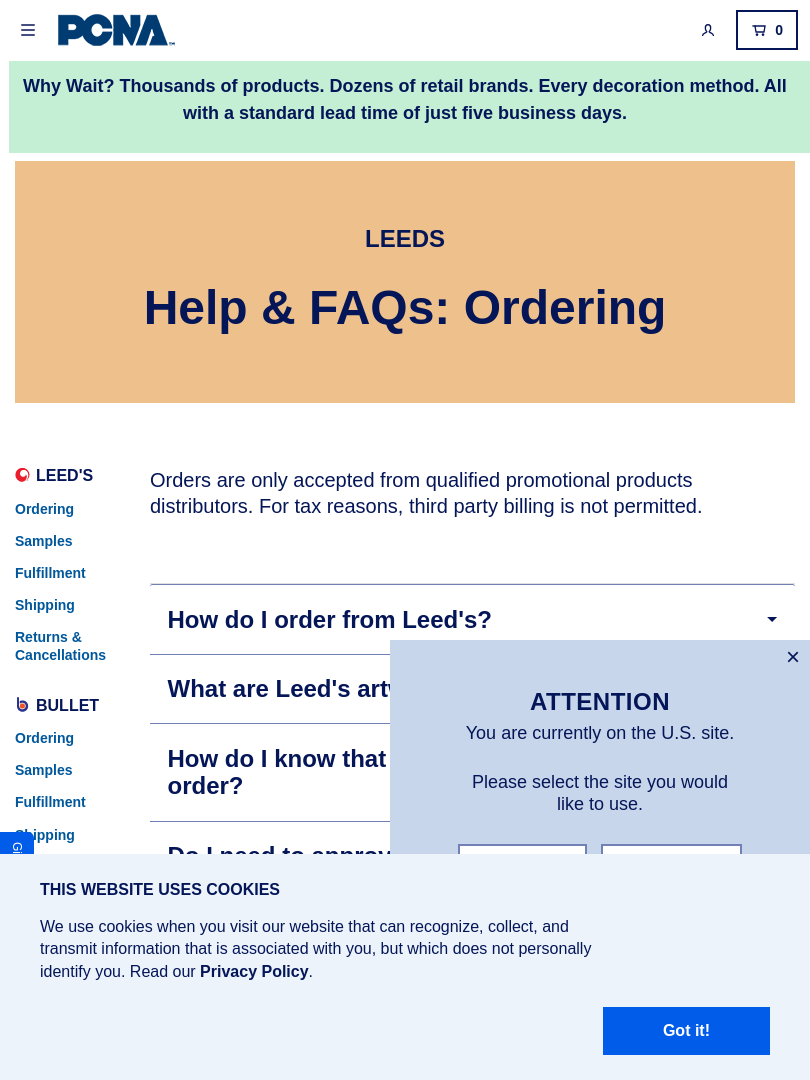 PCNA
0
Why Wait? Thousands of products. Dozens of retail brands. Every decoration method. All
with a standard lead time of just five business days.
LEEDS
Help & FAQs: Ordering
LEED'S
Ordering
Samples
Fulfillment
Shipping
Returns &
Cancellations
BULLET
Ordering
Samples
Fulfillment
Shipping
Orders are only accepted from qualified promotional products
distributors. For tax reasons, third party billing is not permitted.
How do I order from Leed's?
What are Leed's
How do I know that
order?
Do I need to
×
ATTENTION
You are currently on the U.S. site.
Please select the site you would
like to use.
THIS WEBSITE USES COOKIES
We use cookies when you visit our website that can recognize, collect, and
transmit information that is associated with you, but which does not personally
identify you. Read our Privacy Policy.
Got it!